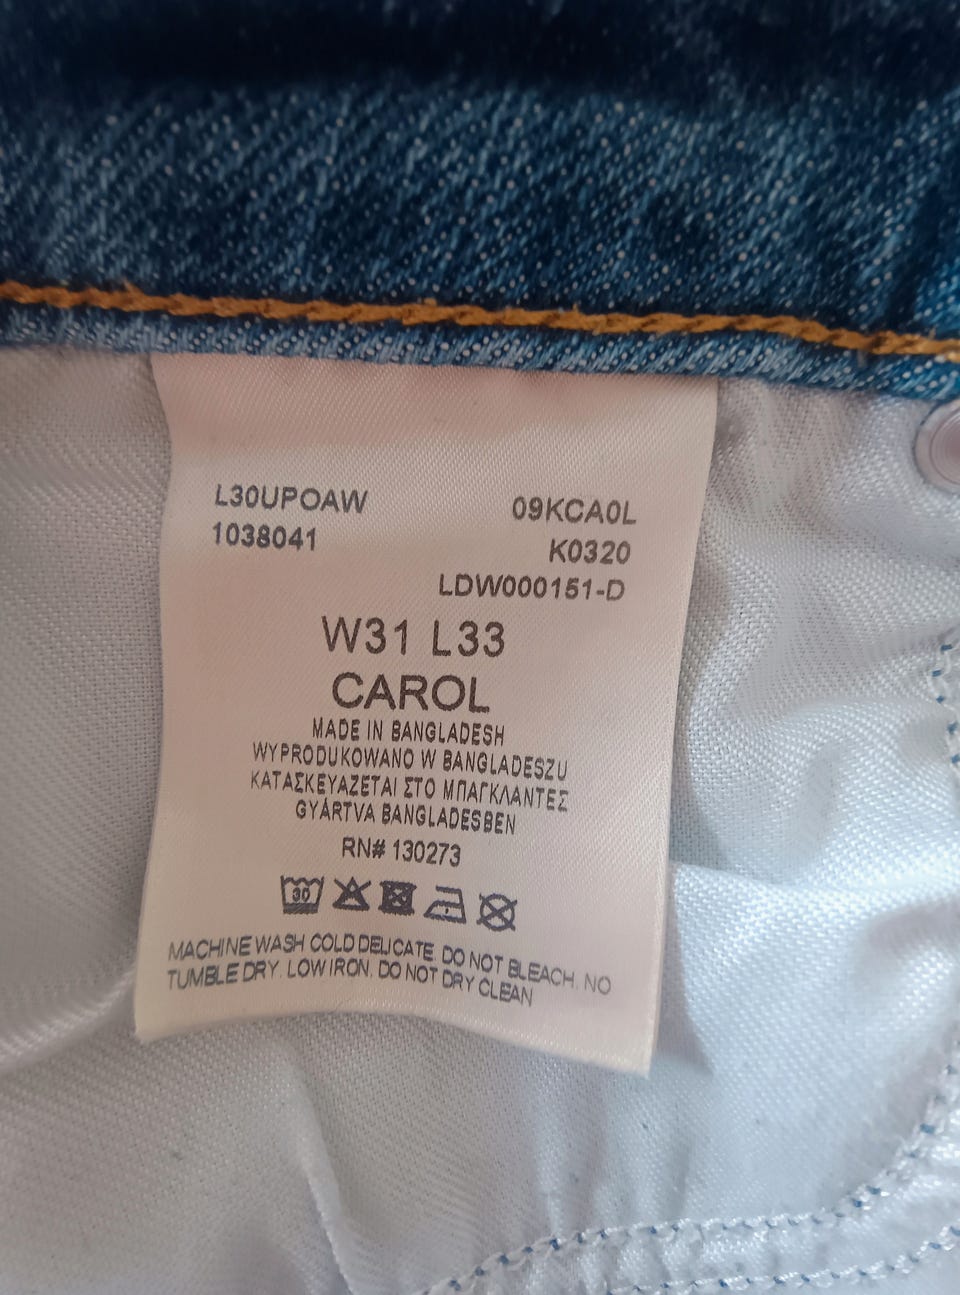 L30UPOAW 09KCA0L
1038041 K0320
LDW000151-D
W31 L33
CAROL
MADE IN BANGLADESH
WYPRODUKOWANO W BANGLADESZU
ΚΑΤΑΣΚΕΥΑΖΕΤΑΙ ΣΤΟ ΜΠΑΓΚΛΑΝΤΕΣ
GYÁRTVA BANGLADESBEN
RN# 130273
30
MACHINE WASH COLD DELICATE. DO NOT BLEACH. NO
TUMBLE DRY. LOW IRON. DO NOT DRY CLEAN